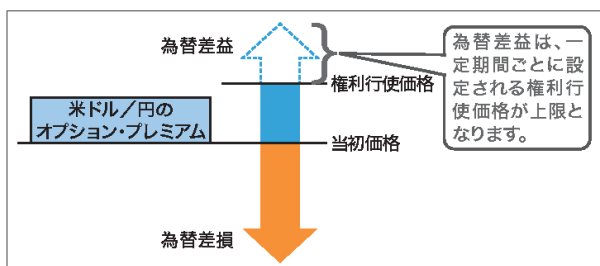 為替差益
権利行使価格
米ドル／円の
オプション・プレミアム
当初価格
為替差損
為替差益は、一
定期間ごとに設
定される権利行
使価格が上限と
なります。